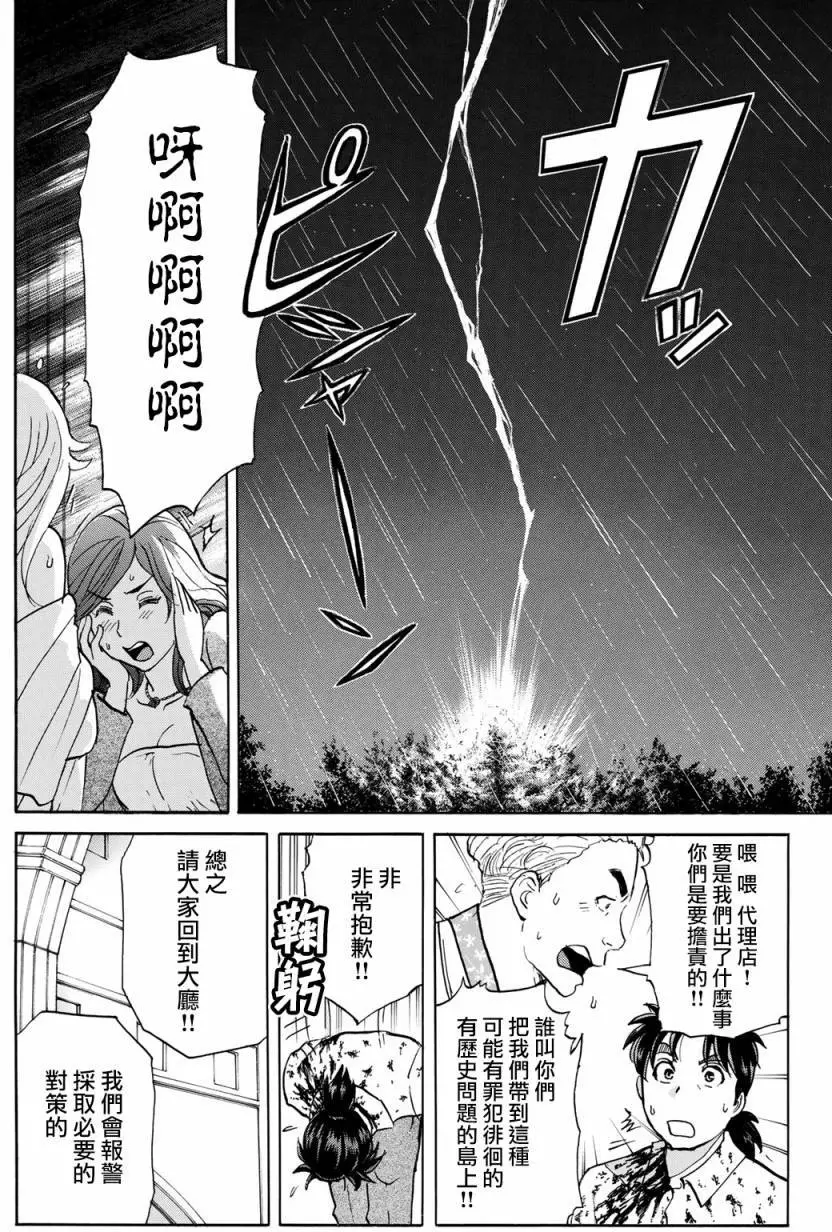 カ
ッ
ピシャーン
呀啊啊啊啊
喂 喂 代理店!
要是我們出了什麼事
你們是要擔責的!!
誰叫你們
把我們帶到這種
可能有罪犯徘徊的
有歷史問題的島上!!
非
非常抱歉!!
鞠躬
總之
請大家回到大廳!!
我們會報警
採取必要的
對策的